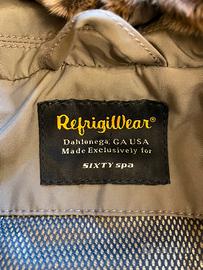 RefrigiWear®
Dahlonega, GA USA
Made Exclusively for
SIXTY spa